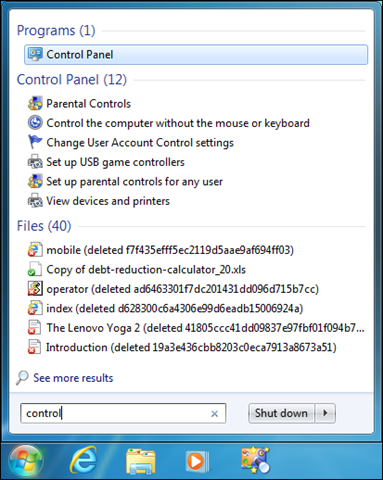 Programs (1)
Control Panel
Control Panel (12)
Parental Controls
Control the computer without the mouse or keyboard
Change User Account Control settings
Set up USB game controllers
Set up parental controls for any user
View devices and printers
Files (40)
mobile (deleted f7f435efff5ec2119d5aae9af694ff03)
Copy of debt-reduction-calculator_20.xls
operator (deleted ad6463301f7dc201431dd096d715b7cc)
index (deleted d628300c6a4306e99d6eadb15006924a)
The Lenovo Yoga 2 (deleted 41805ccc41dd09837e97fbf01f094b7...
Introduction (deleted 19a3e436cbb8203c0eca7913a8673a51)
See more results
control
Shut down